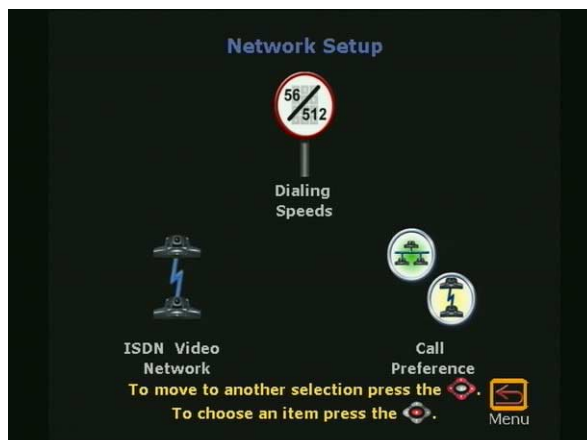 Network Setup
56
512
Dialing
Speeds
ISDN Video
Network
Call
Preference
To move to another selection press the .
To choose an item press the .
Menu